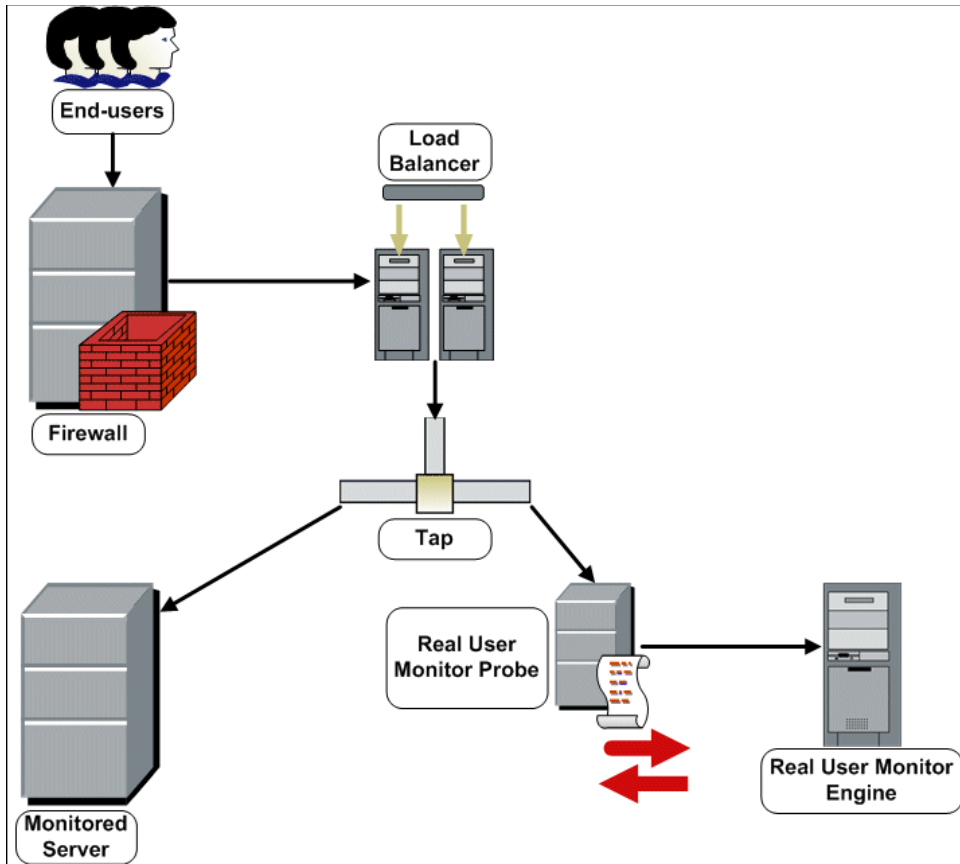 End-users
Load
Balancer
Firewall
Tap
Real User
Monitor Probe
Real User Monitor
Engine
Monitored
Server